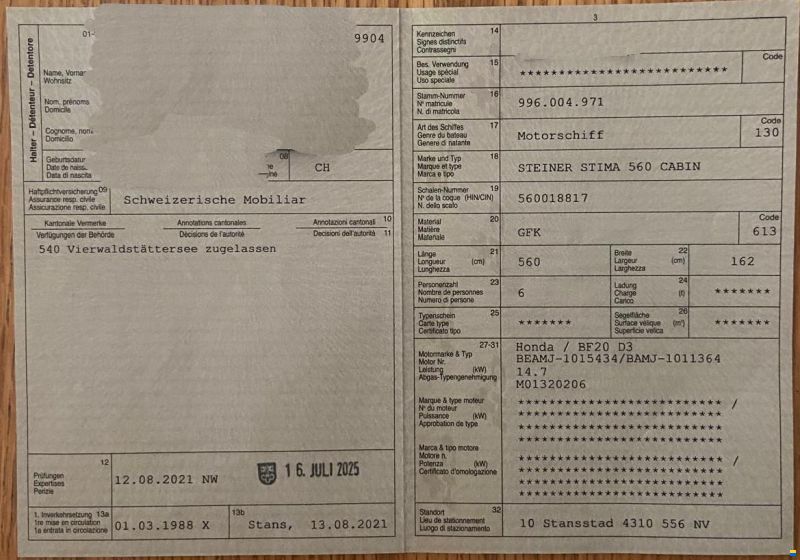 Halter – Détenteur – Detentore
01-
9904
Name, Vornam
Wohnsitz
Nom, prénoms
Domicile
Cognome, nom
Domicilio
Geburtsdatum
Date de naiss.
Data di nascita
08
CH
Haftpflichtversicherung 09
Assurance resp. civile
Assicurazione resp. civile
Schweizerische Mobiliar
Kantonale Vermerke Annotations cantonales Annotazioni cantonali 10
Verfügungen der Behörde Décisions de l'autorité Decisioni dell'autorità 11
540 Vierwaldstättersee zugelassen
12
Prüfungen
Expertises
Perizie
12.08.2021 NW
16. JULI 2025
1. Inverkehrsetzung 13a
1re mise en circulation
1a entrata in circolazione
01.03.1988 X
13b
Stans, 13.08.2021
3
Kennzeichen 14
Signes distinctifs
Contrassegni
Bes. Verwendung 15
Usage spécial
Uso speciale
**************************
Code
Stamm-Nummer 16
N° matricule
N. di matricola
996.004.971
Art des Schiffes 17
Genre du bateau
Genere di natante
Motorschiff
Code
130
Marke und Typ 18
Marque et type
Marca e tipo
STEINER STIMA 560 CABIN
Schalen-Nummer 19
N° de la coque (HIN/CIN)
N. dello scafo
560018817
Material 20
Matière
Materiale
GFK
Code
613
Länge 21
Longueur (cm)
Lunghezza
560
Breite 22
Largeur (cm)
Larghezza
162
Personenzahl 23
Nombre de personnes
Numero di persone
6
Ladung 24
Charge (t)
Carico
*******
Typenschein 25
Carte type
Certificato tipo
*******
Segelfläche 26
Surface vélique (m²)
Superficie velica
*******
27-31
Motormarke & Typ
Motor Nr.
Leistung (kW)
Abgas-Typengenehmigung
Honda / BF20 D3
BEAMJ-1015434/BAMJ-1011364
14.7
M01320206
Marque & type moteur
N° du moteur
Puissance (kW)
Approbation de type
************************** /
**************************
**************************
**************************
Marca & tipo motore
Motore n.
Potenza (kW)
Certificato d'omologazione
************************** /
**************************
**************************
**************************
Standort 32
Lieu de stationnement
Luogo di stazionamento
10 Stansstad 4310 556 NV